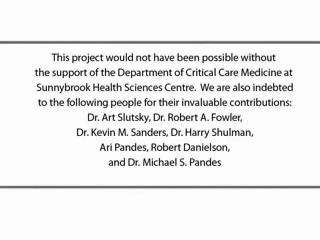 This project would not have been possible without
the support of the Department of Critical Care Medicine at
Sunnybrook Health Sciences Centre. We are also indebted
to the following people for their invaluable contributions:
Dr. Art Slutsky, Dr. Robert A. Fowler,
Dr. Kevin M. Sanders, Dr. Harry Shulman,
Ari Pandes, Robert Danielson,
and Dr. Michael S. Pandes